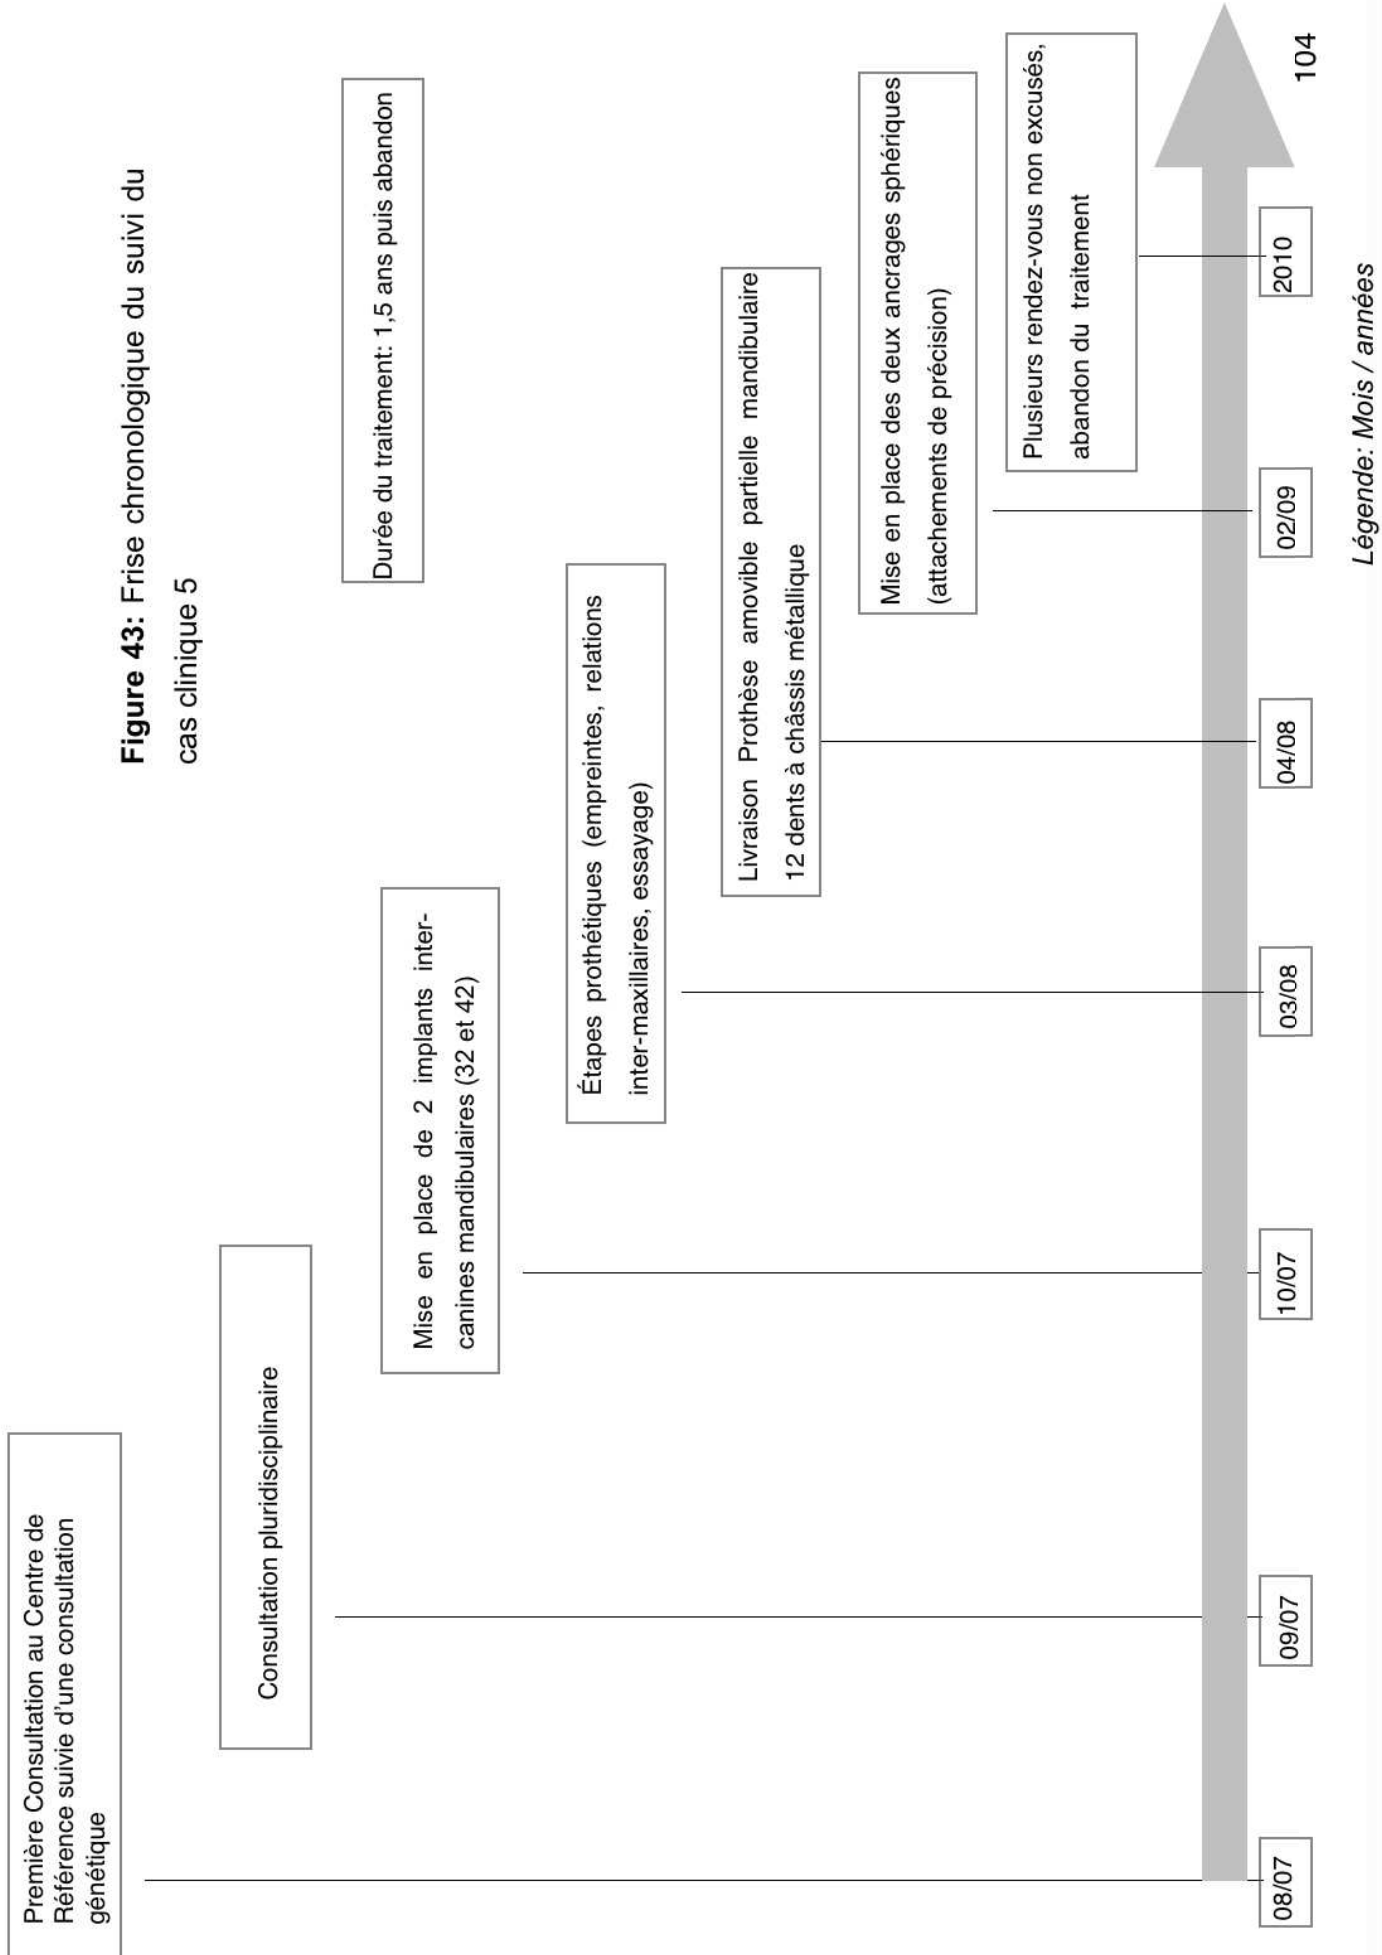 Figure 43: Frise chronologique du suivi du
cas clinique 5
Première Consultation au Centre de
Référence suivie d'une consultation
génétique
Durée du traitement: 1,5 ans puis abandon
Consultation pluridisciplinaire
Mise en place de 2 implants inter-
canines mandibulaires (32 et 42)
Étapes prothétiques (empreintes, relations
inter-maxillaires, essayage)
Livraison Prothèse amovible partielle mandibulaire
12 dents à châssis métallique
Mise en place des deux ancrages sphériques
(attachements de précision)
Plusieurs rendez-vous non excusés,
abandon du traitement
08/07
09/07
10/07
03/08
04/08
02/09
2010
104
Légende: Mois / années